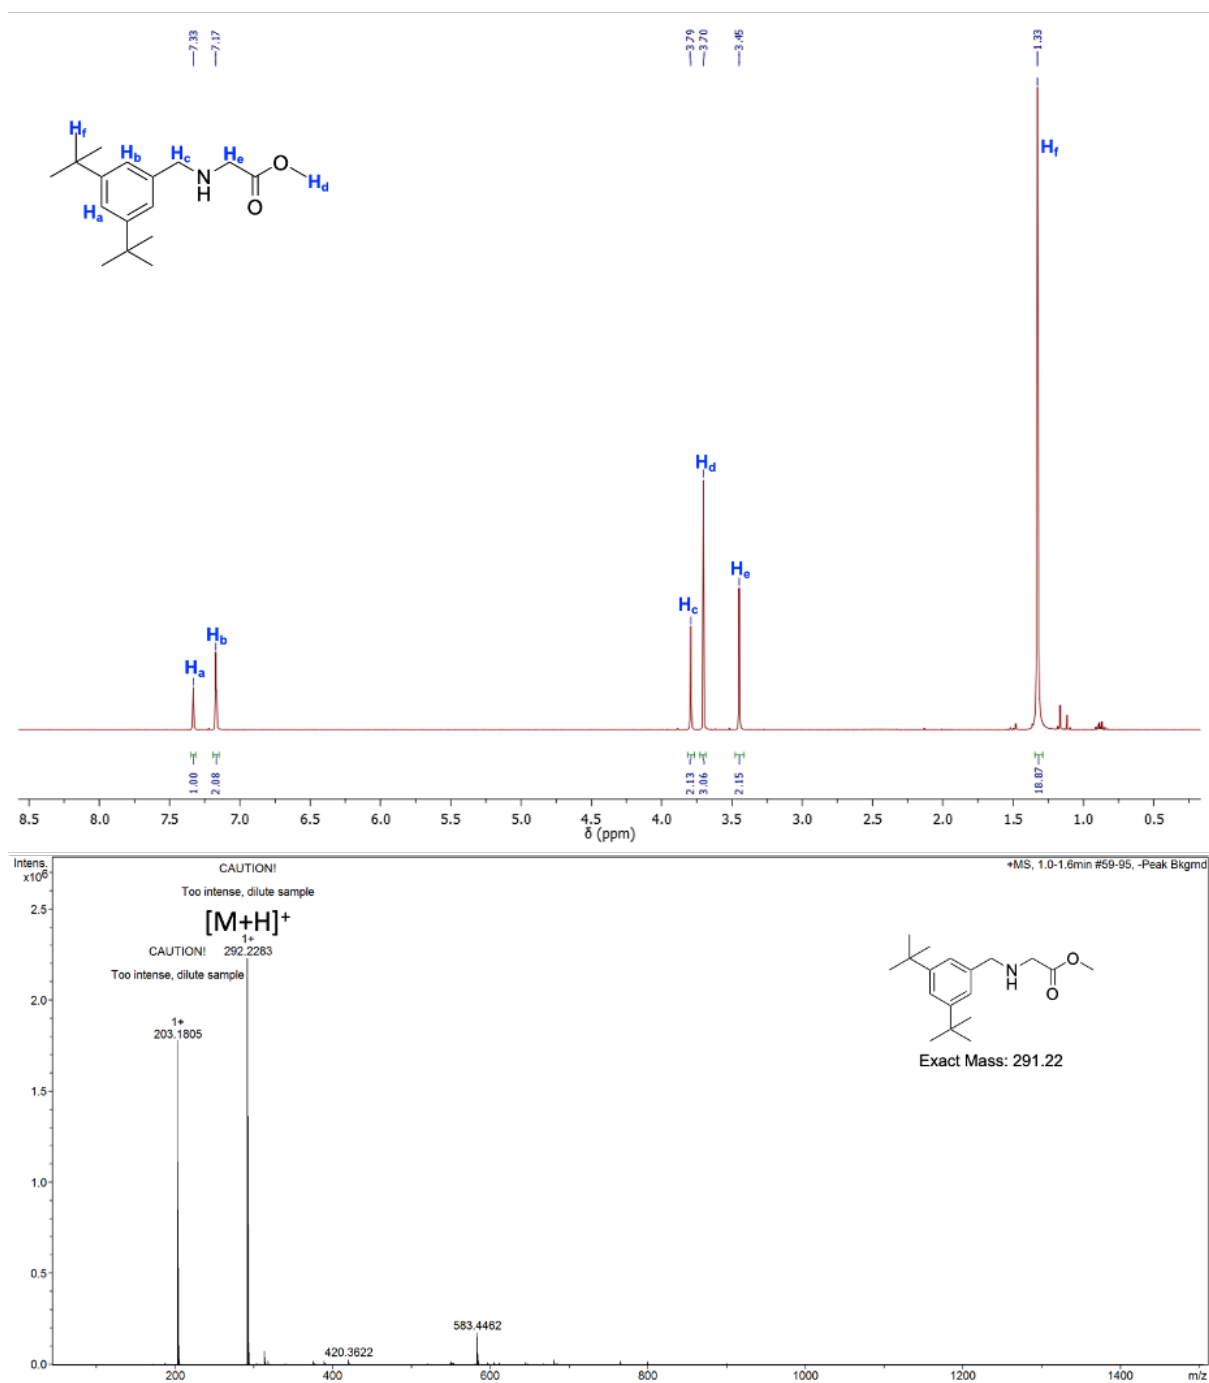 7.33 7.17 3.79 3.70 3.45 1.33
Hf
Hb Hc He O
N
H
Hd
Ha
O
Hf
Hd
He
Hc
Hb
Ha
1.00 2.08 2.13 3.06 2.15 18.87
8.5 8.0 7.5 7.0 6.5 6.0 5.5 5.0 4.5 4.0 3.5 3.0 2.5 2.0 1.5 1.0 0.5
δ (ppm)
Intens.
x10⁶
+MS, 1.0-1.6min #59-95, -Peak Bkgrnd
CAUTION!
Too intense, dilute sample
[M+H]⁺
1+
292.2283
CAUTION!
Too intense, dilute sample
1+
203.1805
O
N
H
O
Exact Mass: 291.22
2.5
2.0
1.5
1.0
0.5
0.0
420.3622
583.4462
200 400 600 800 1000 1200 1400 m/z